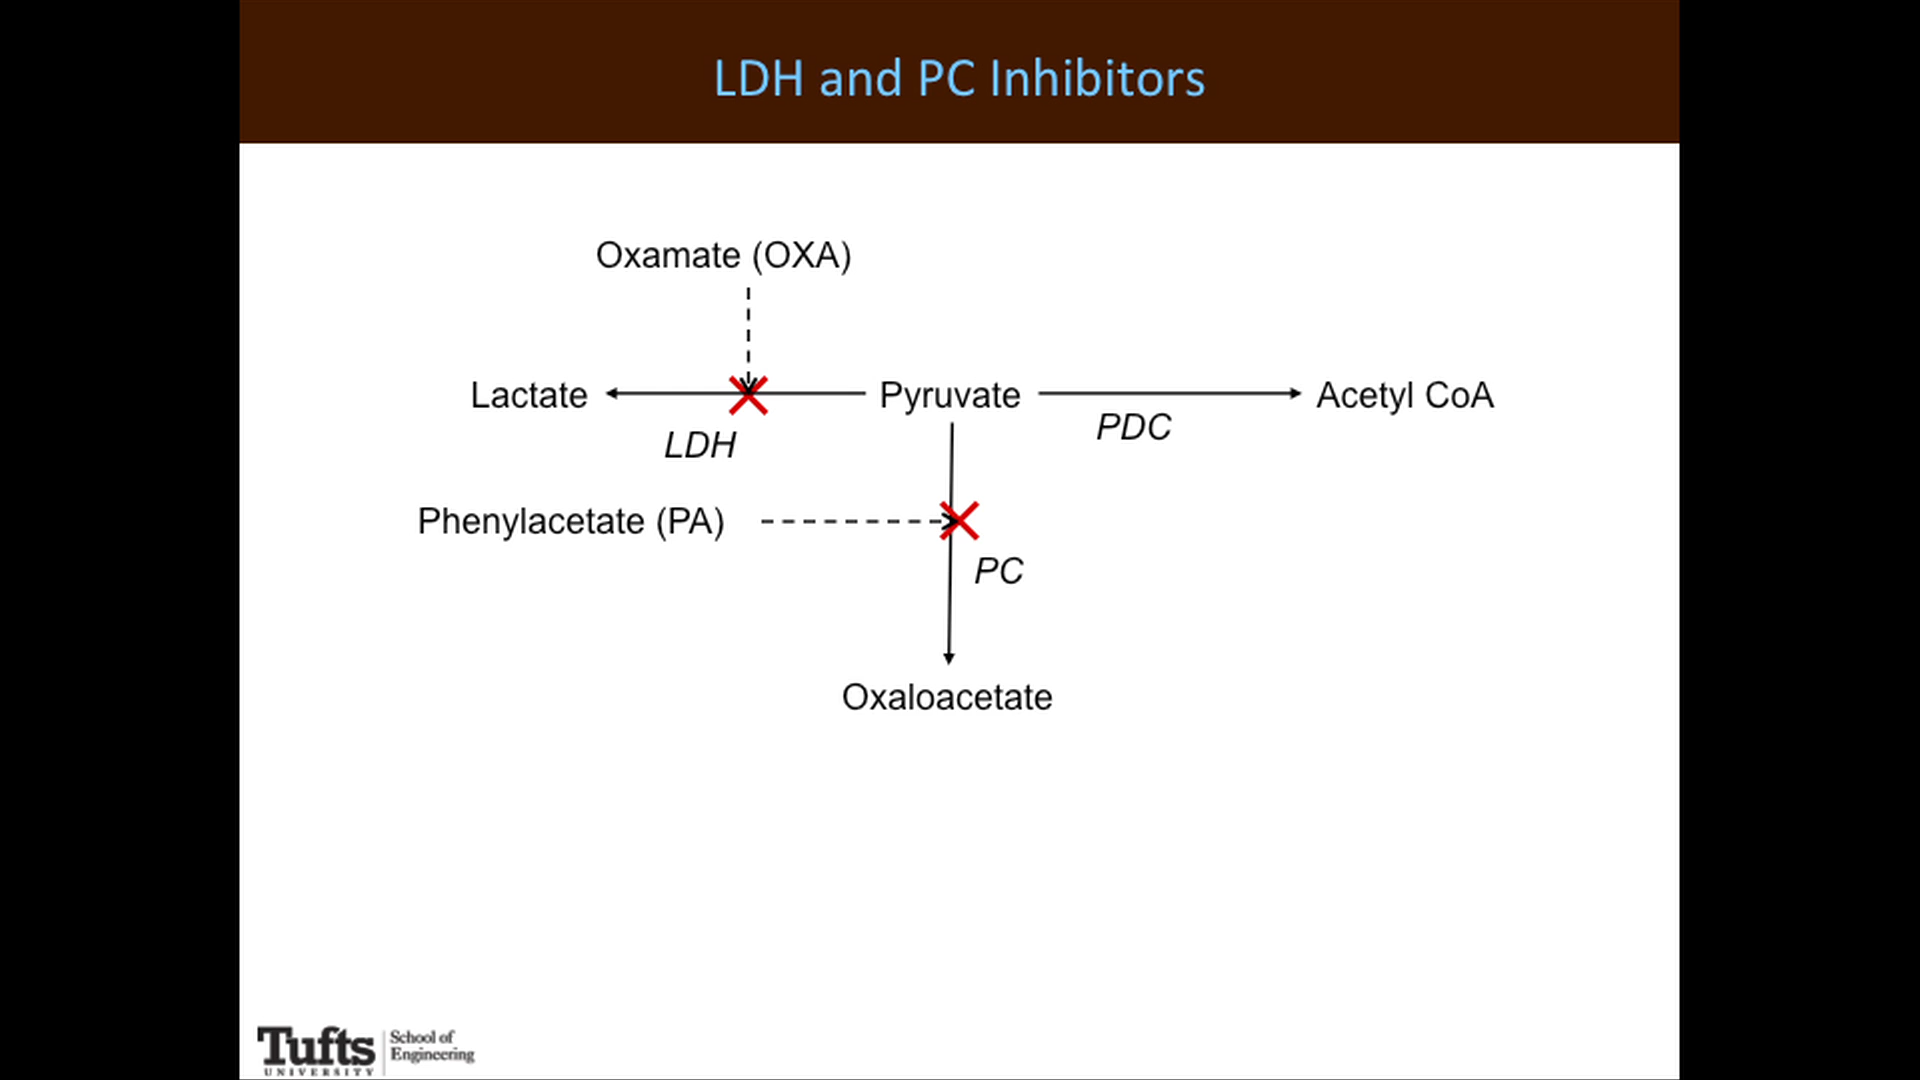 LDH and PC Inhibitors
Oxamate (OXA)
Lactate
Pyruvate
Acetyl CoA
LDH
PDC
Phenylacetate (PA)
PC
Oxaloacetate
Tufts
UNIVERSITY
School of
Engineering